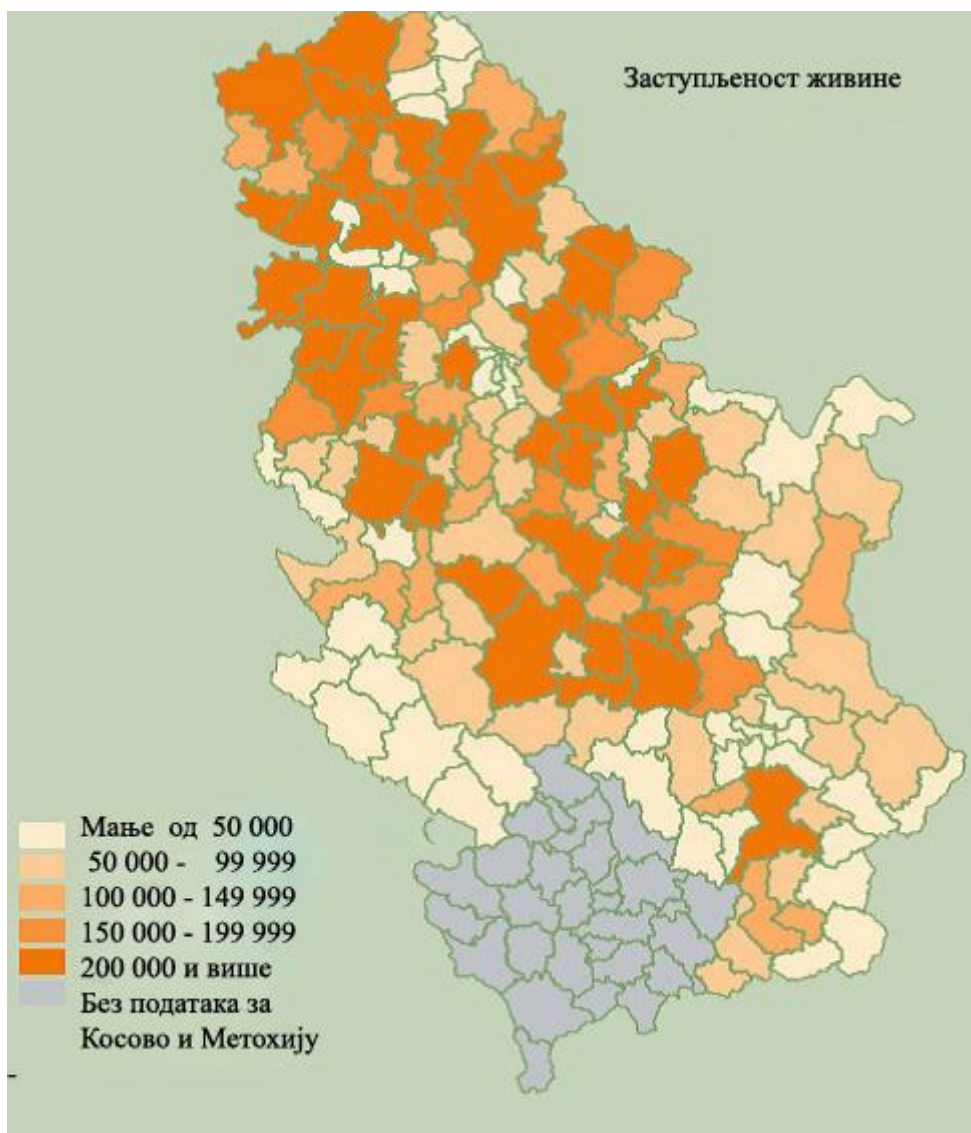 Заступљеност живине
Мање од 50 000
50 000 - 99 999
100 000 - 149 999
150 000 - 199 999
200 000 и више
Без података за
Косово и Метохију